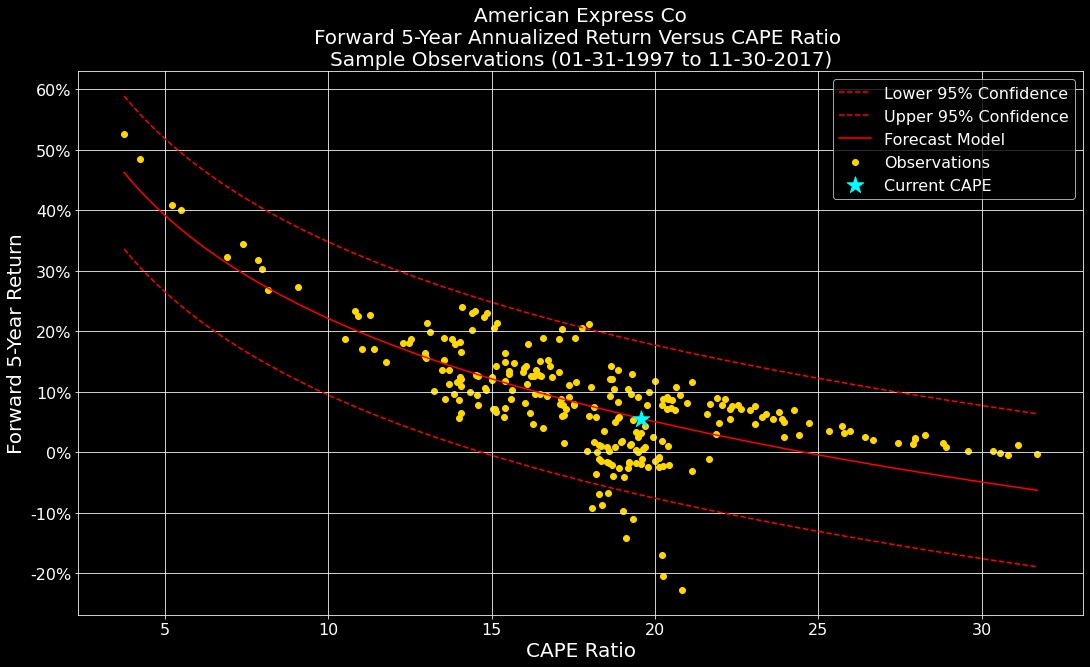 American Express Co
Forward 5-Year Annualized Return Versus CAPE Ratio
Sample Observations (01-31-1997 to 11-30-2017)
Lower 95% Confidence
Upper 95% Confidence
Forecast Model
Observations
Current CAPE
Forward 5-Year Return
60%
50%
40%
30%
20%
10%
0%
-10%
-20%
5
10
15
20
25
30
CAPE Ratio